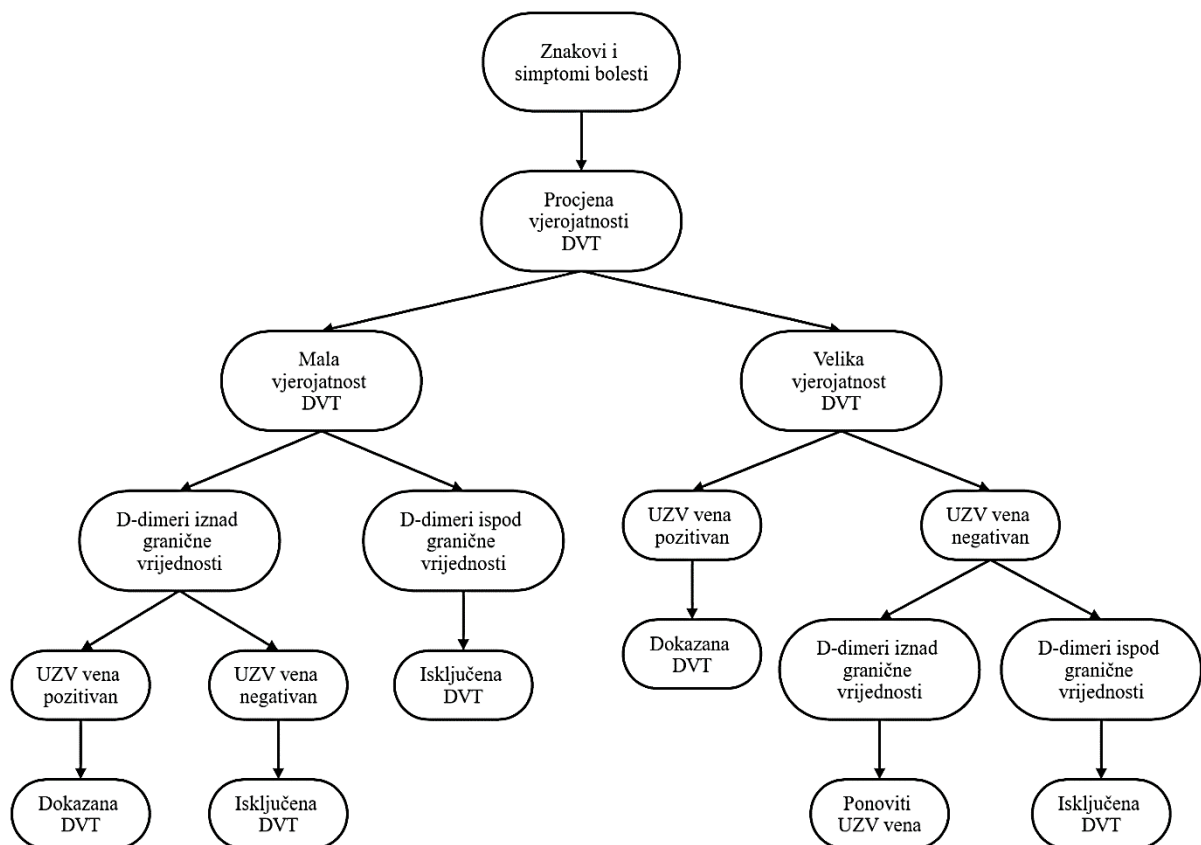 Znakovi i
simptomi bolesti
Procjena
vjerojatnosti
DVT
Mala
vjerojatnost
DVT
Velika
vjerojatnost
DVT
D-dimeri iznad
granične
vrijednosti
D-dimeri ispod
granične
vrijednosti
UZV vena
pozitivan
UZV vena
negativan
UZV vena
pozitivan
UZV vena
negativan
Isključena
DVT
Dokazana
DVT
D-dimeri iznad
granične
vrijednosti
D-dimeri ispod
granične
vrijednosti
Dokazana
DVT
Isključena
DVT
Ponoviti
UZV vena
Isključena
DVT